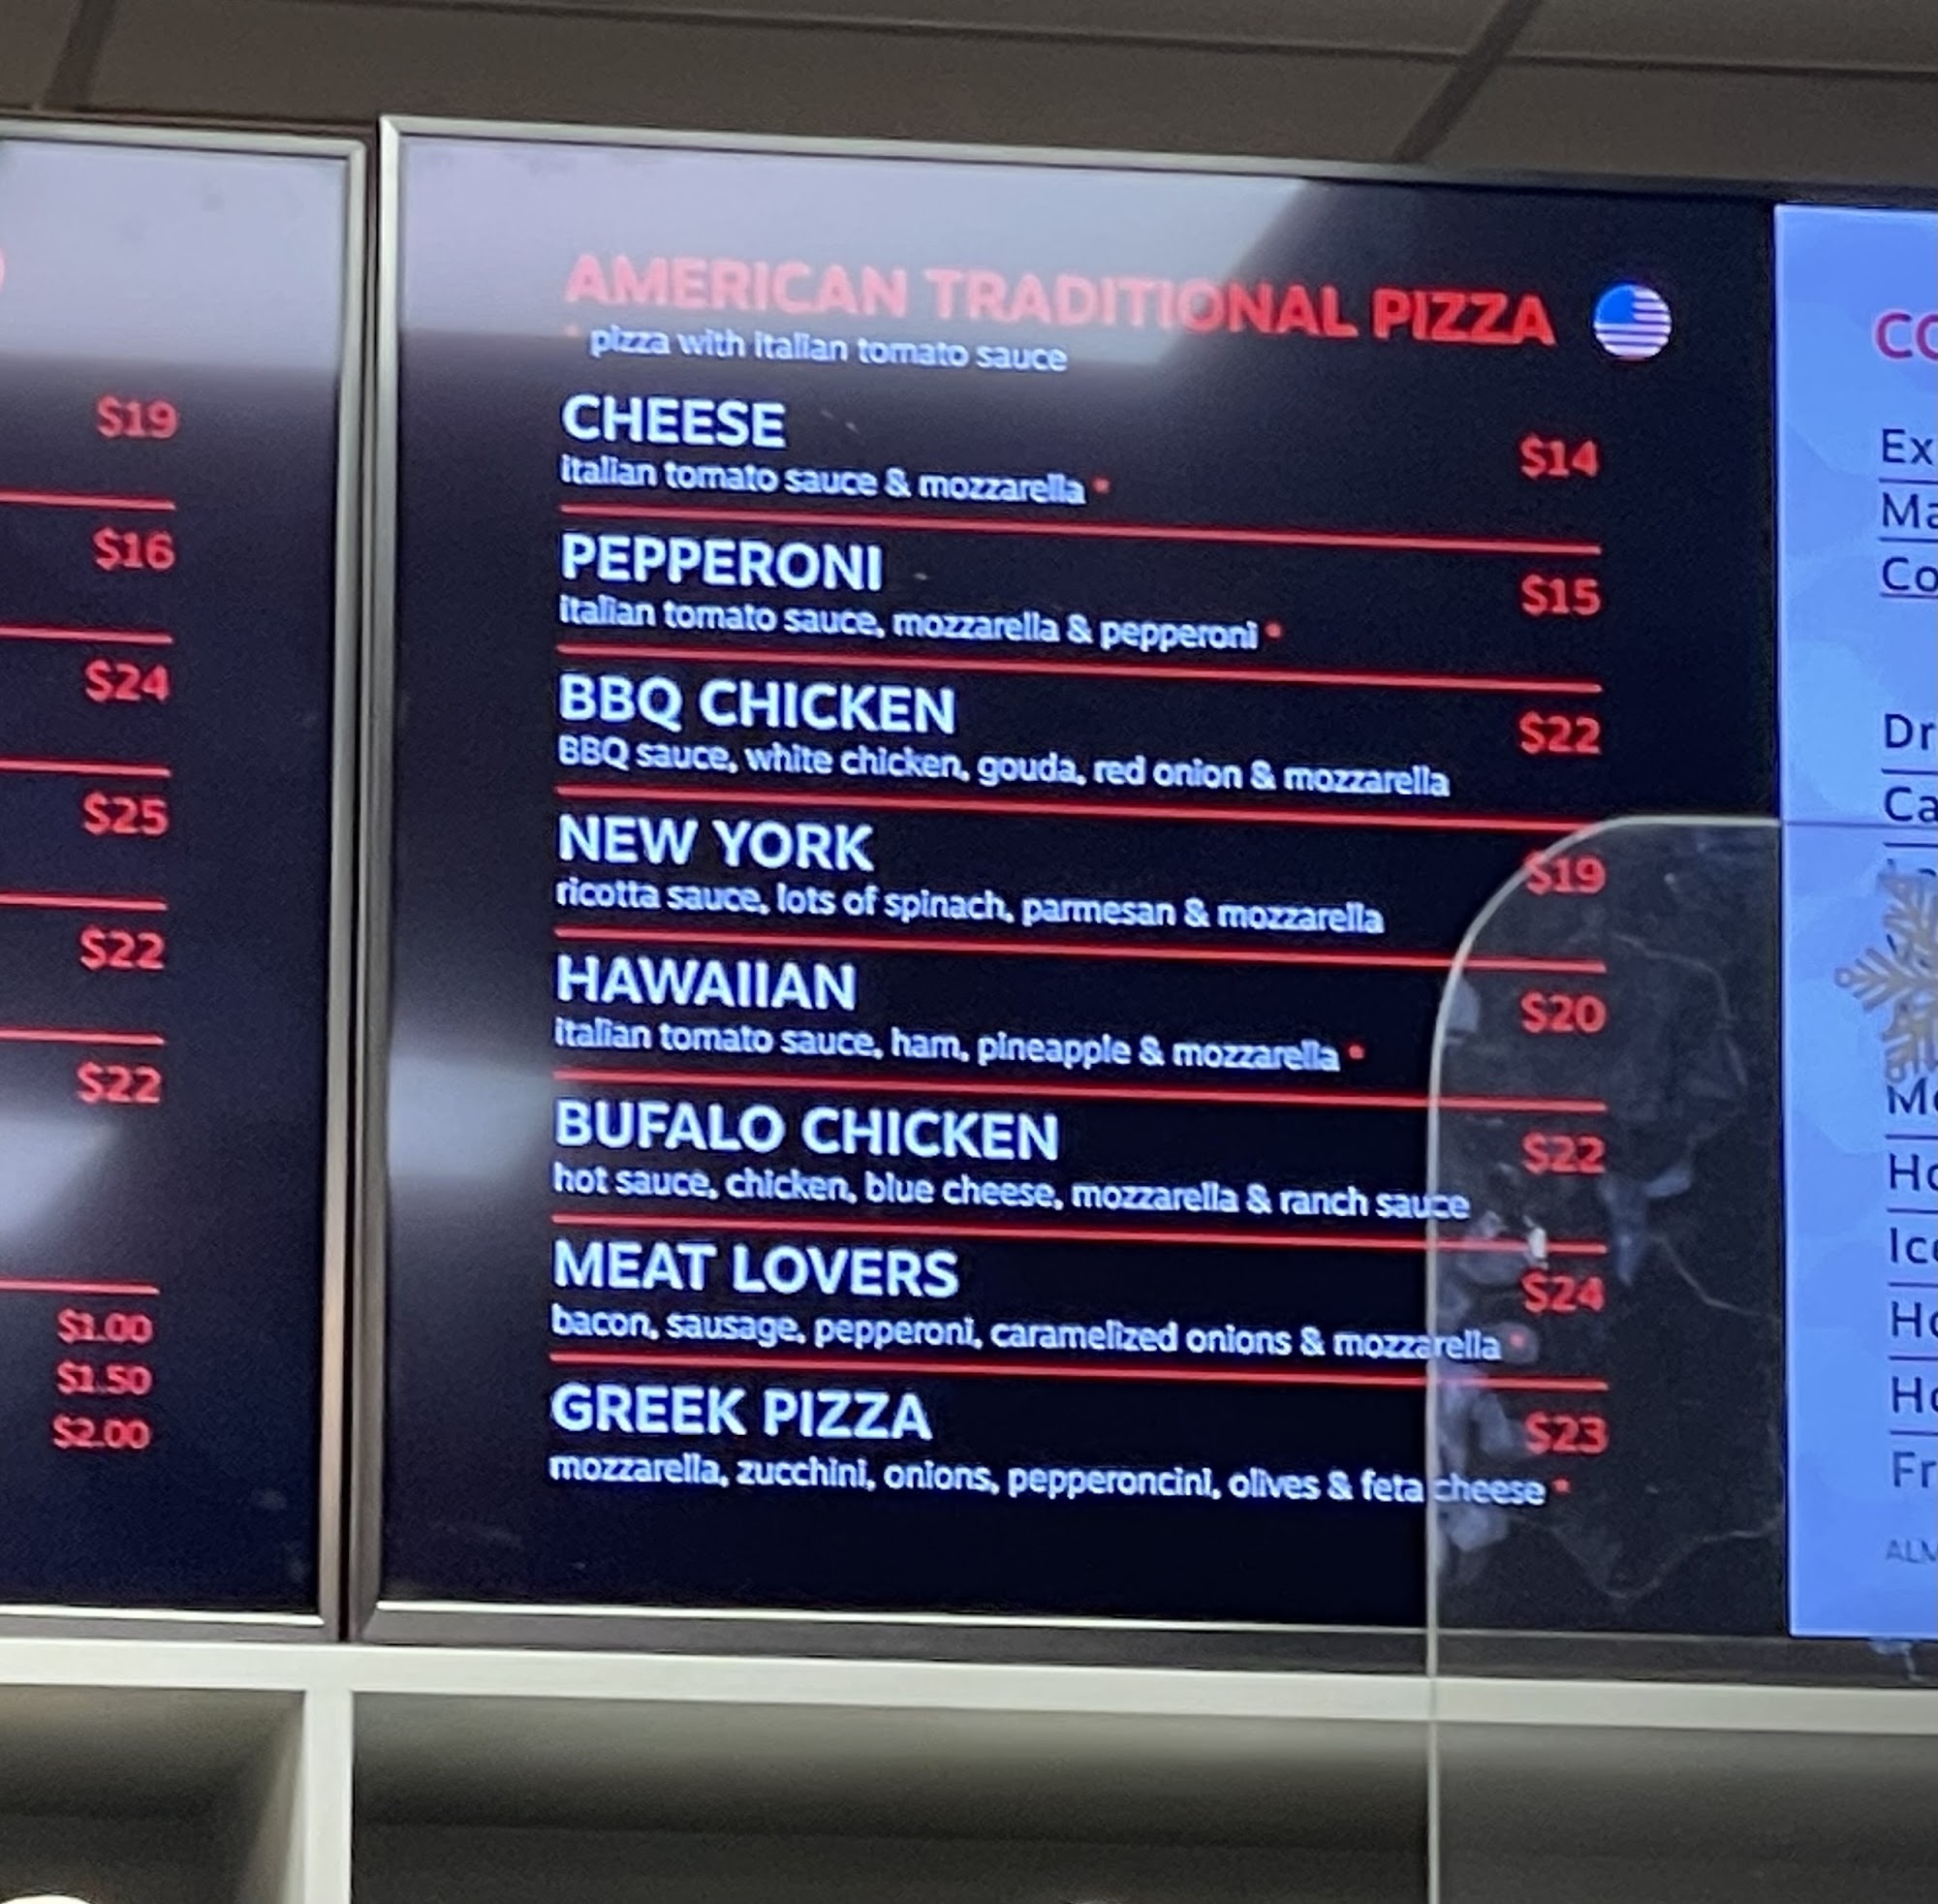 $19
$16
$24
$25
$22
$22
$1.00
$1.50
$2.00
AMERICAN TRADITIONAL PIZZA
* pizza with italian tomato sauce
CHEESE
$14
italian tomato sauce & mozzarella *
PEPPERONI
$15
italian tomato sauce, mozzarella & pepperoni *
BBQ CHICKEN
$22
BBQ sauce, white chicken, gouda, red onion & mozzarella
NEW YORK
$19
ricotta sauce, lots of spinach, parmesan & mozzarella
HAWAIIAN
$20
italian tomato sauce, ham, pineapple & mozzarella *
BUFALO CHICKEN
$22
hot sauce, chicken, blue cheese, mozzarella & ranch sauce
MEAT LOVERS
$24
bacon, sausage, pepperoni, caramelized onions & mozzarella *
GREEK PIZZA
$23
mozzarella, zucchini, onions, pepperoncini, olives & feta cheese *